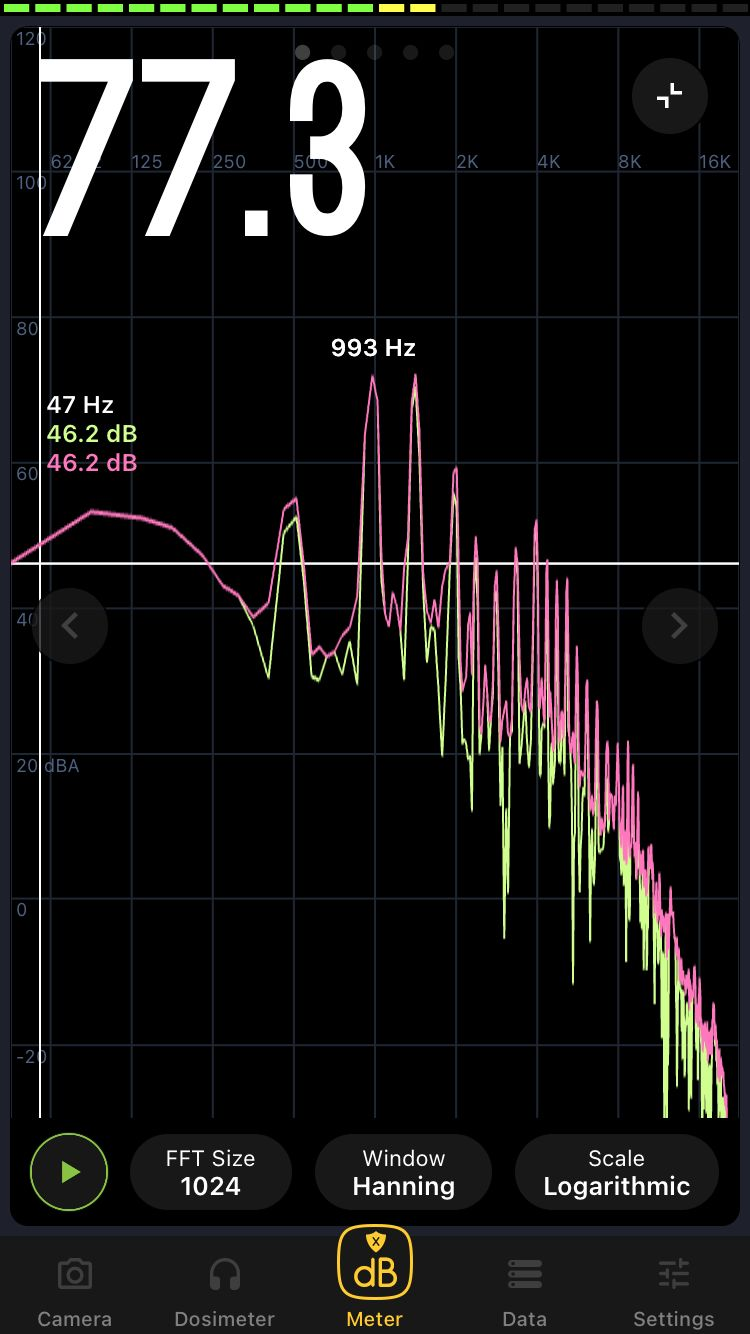 120
77.3
62 125 250 500 1K 2K 4K 8K 16K
100
80
993 Hz
47 Hz
46.2 dB
60
46.2 dB
40
20 dBA
0
-20
FFT Size
1024
Window
Hanning
Scale
Logarithmic
X
dB
Camera
Dosimeter
Meter
Data
Settings